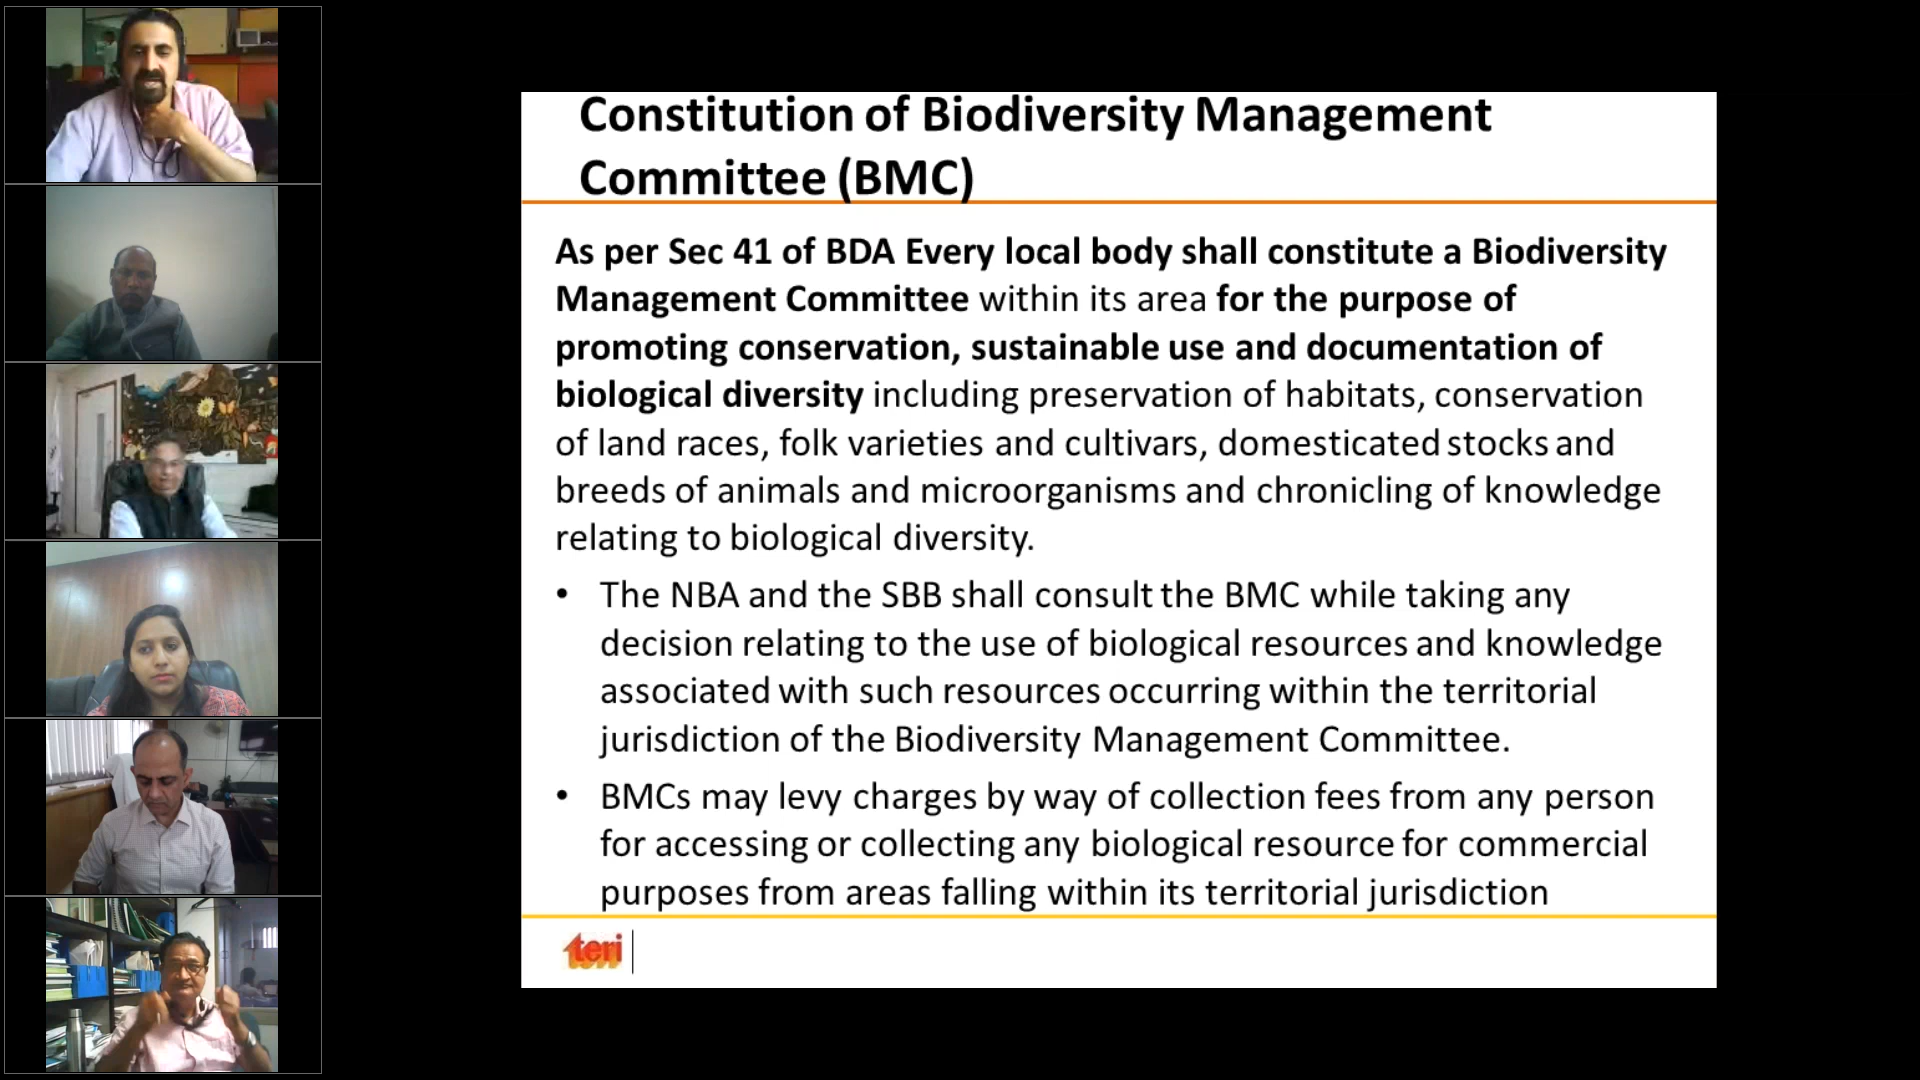 Constitution of Biodiversity Management
Committee (BMC)
As per Sec 41 of BDA Every local body shall constitute a Biodiversity
Management Committee within its area for the purpose of
promoting conservation, sustainable use and documentation of
biological diversity including preservation of habitats, conservation
of land races, folk varieties and cultivars, domesticated stocks and
breeds of animals and microorganisms and chronicling of knowledge
relating to biological diversity.
• The NBA and the SBB shall consult the BMC while taking any
decision relating to the use of biological resources and knowledge
associated with such resources occurring within the territorial
jurisdiction of the Biodiversity Management Committee.
• BMCs may levy charges by way of collection fees from any person
for accessing or collecting any biological resource for commercial
purposes from areas falling within its territorial jurisdiction
teri